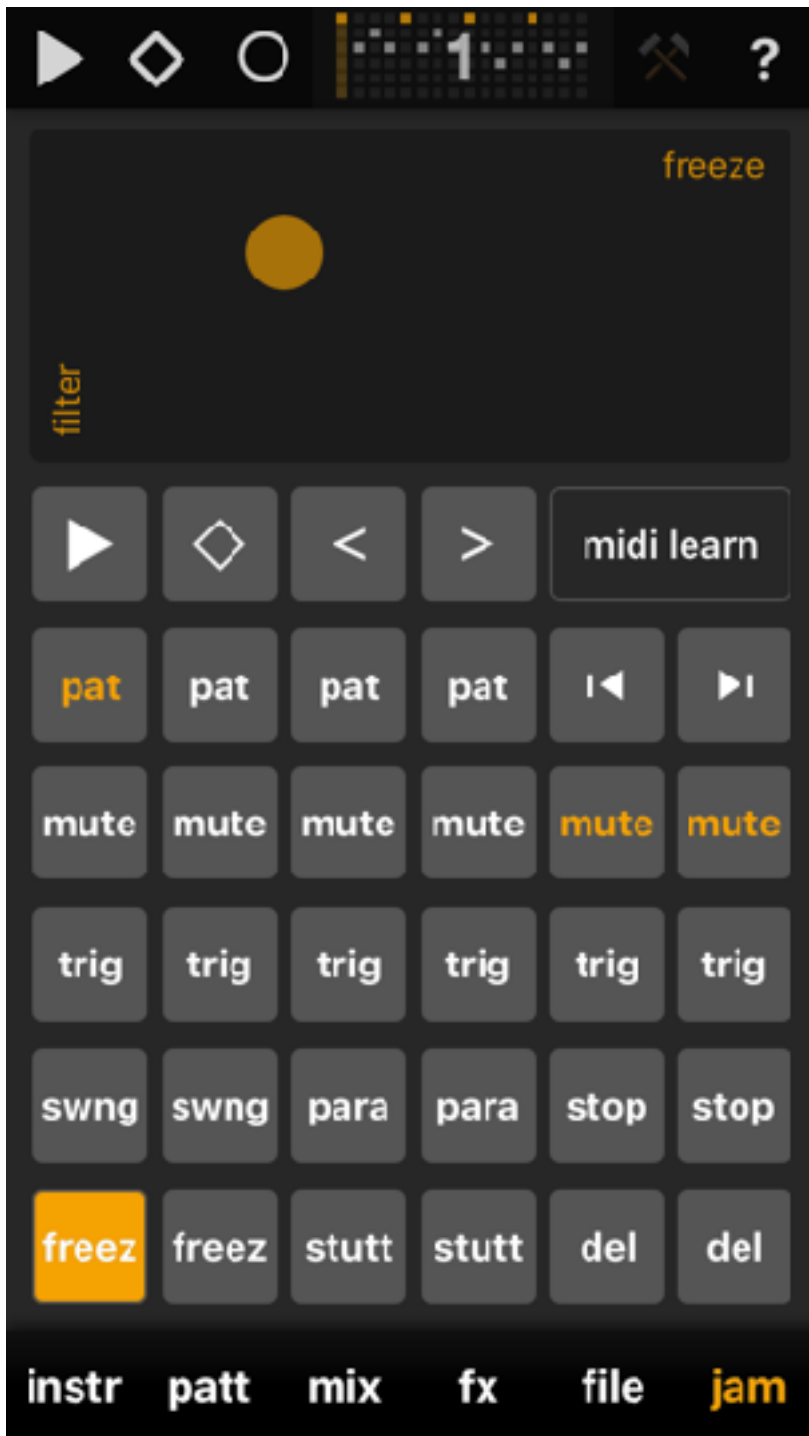 1 ?
freeze
filter
< > midi learn
pat pat pat pat
mute mute mute mute mute mute
trig trig trig trig trig trig
swng swng para para stop stop
freez freez stutt stutt del del
instr patt mix fx file jam